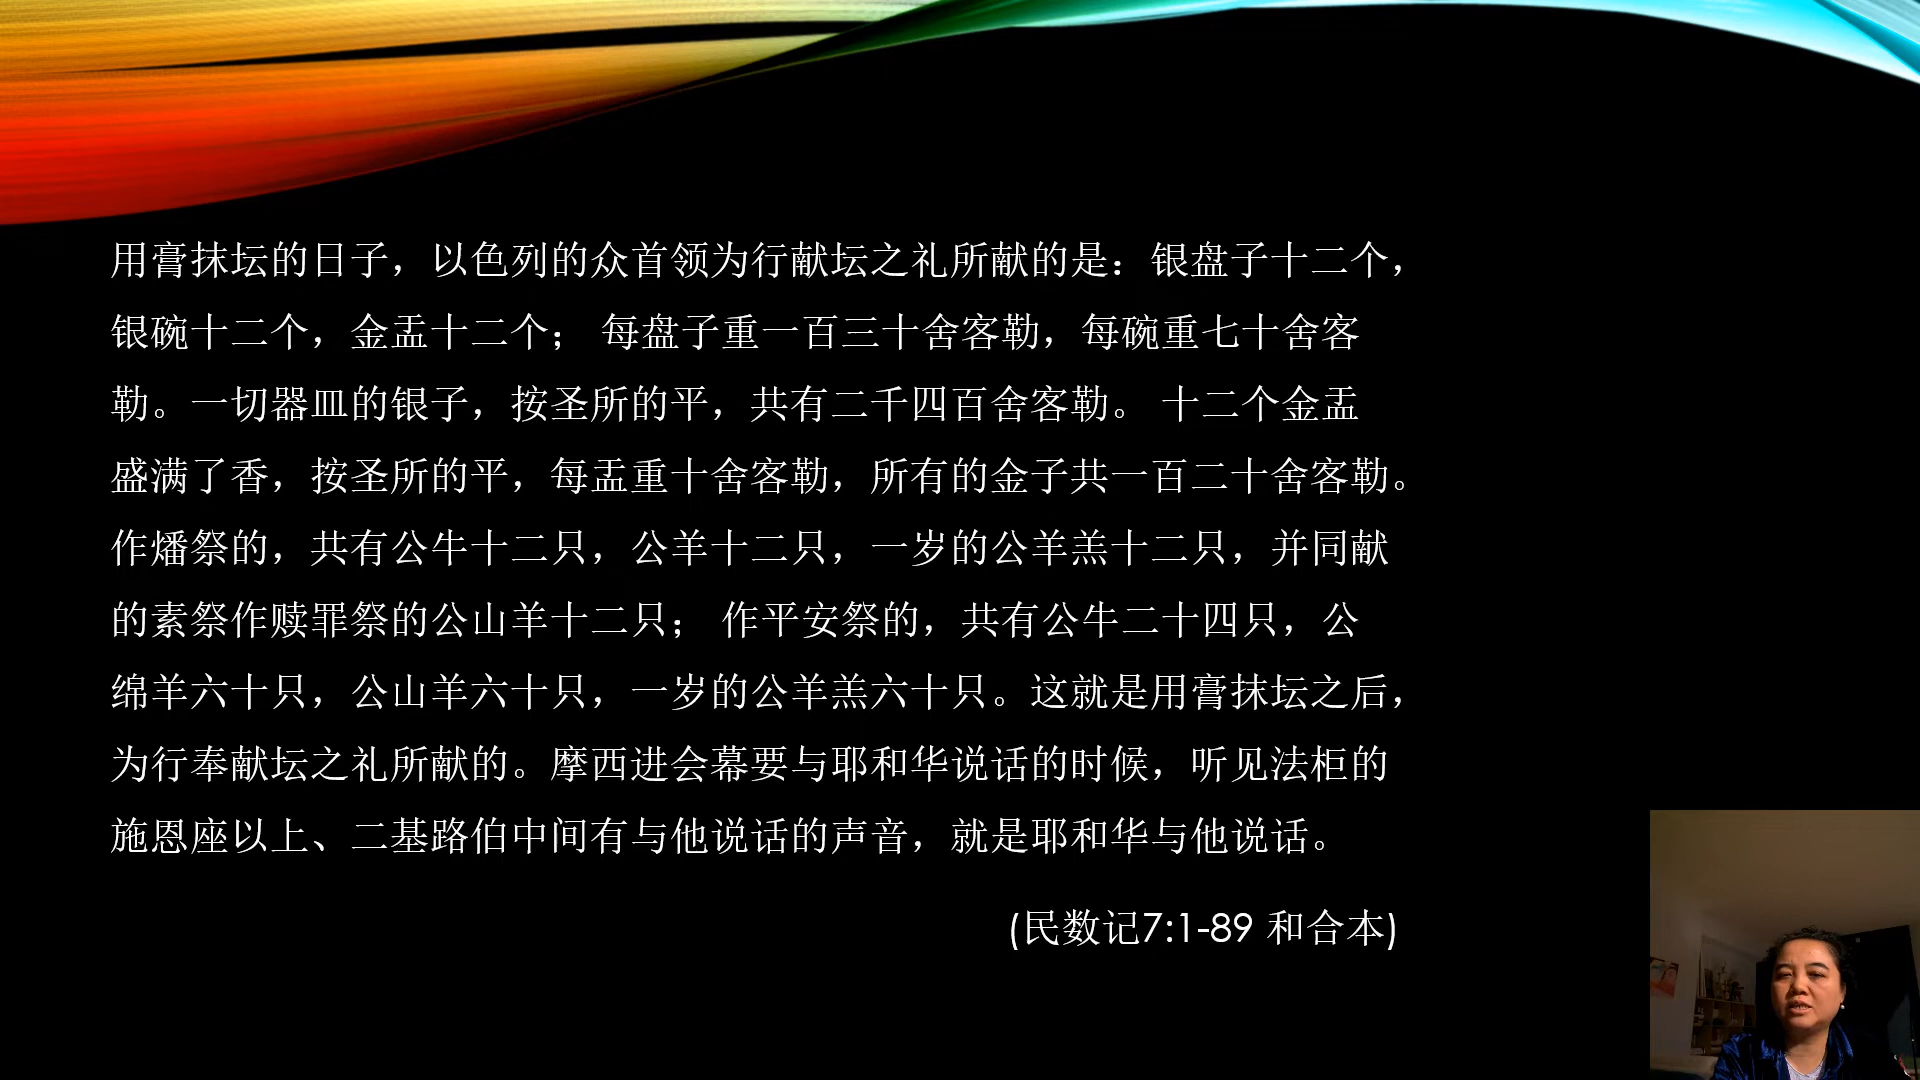 用膏抹坛的日子，以色列的众首领为行献坛之礼所献的是：银盘子十二个，
银碗十二个，金盂十二个； 每盘子重一百三十舍客勒，每碗重七十舍客
勒。一切器皿的银子，按圣所的平，共有二千四百舍客勒。 十二个金盂
盛满了香，按圣所的平，每盂重十舍客勒，所有的金子共一百二十舍客勒。
作燔祭的，共有公牛十二只，公羊十二只，一岁的公羊羔十二只，并同献
的素祭作赎罪祭的公山羊十二只； 作平安祭的，共有公牛二十四只，公
绵羊六十只，公山羊六十只，一岁的公羊羔六十只。这就是用膏抹坛之后，
为行奉献坛之礼所献的。摩西进会幕要与耶和华说话的时候，听见法柜的
施恩座以上、二基路伯中间有与他说话的声音，就是耶和华与他说话。
(民数记7:1-89 和合本)